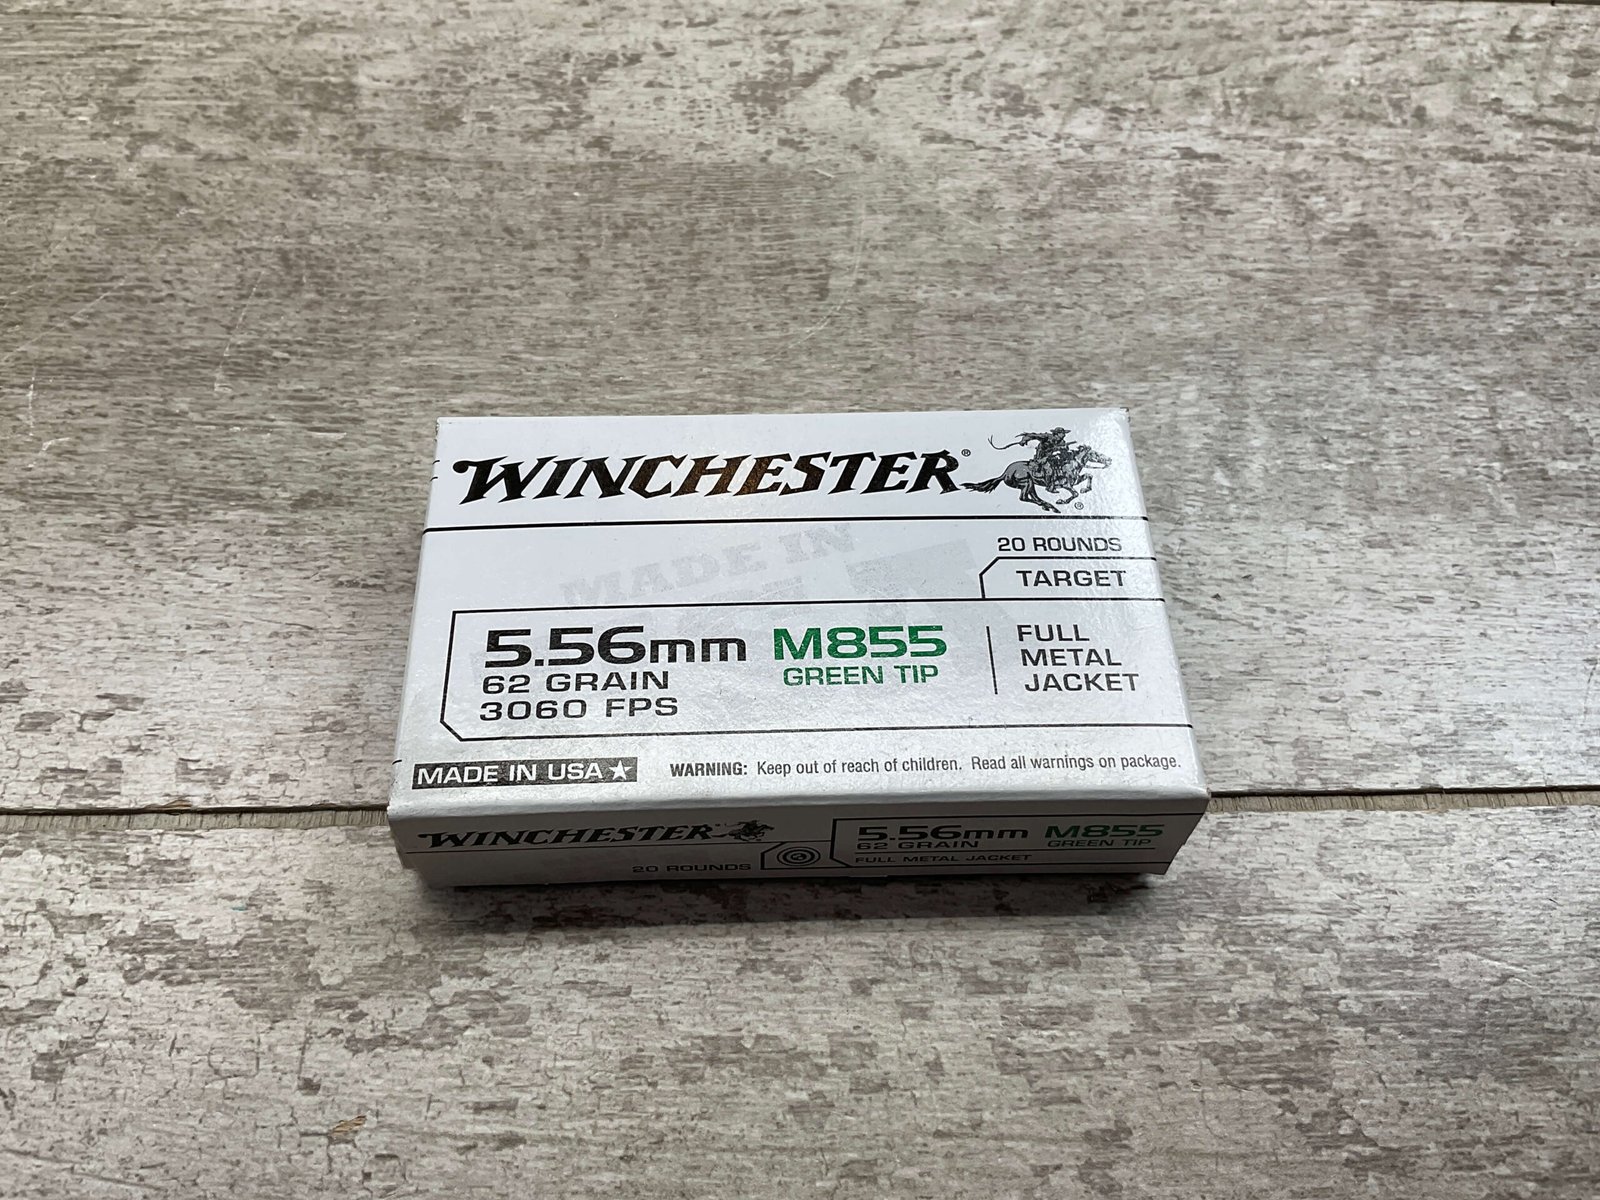 WINCHESTER®
®
20 ROUNDS
TARGET
MADE IN
5.56mm M855
GREEN TIP
62 GRAIN
3060 FPS
FULL
METAL
JACKET
MADE IN USA★
WARNING: Keep out of reach of children. Read all warnings on package.
WINCHESTER®
20 ROUNDS
5.56mm M855
62 GRAIN GREEN TIP
FULL METAL JACKET